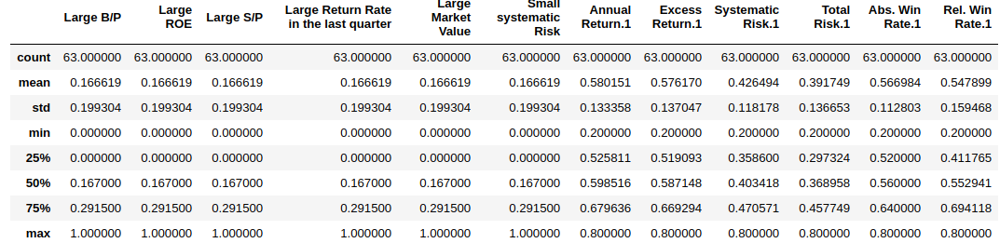 Large B/P
Large
ROE
Large S/P
Large Return Rate
in the last quarter
Large
Market
Value
Small
systematic
Risk
Annual
Return.1
Excess
Return.1
Systematic
Risk.1
Total
Risk.1
Abs. Win
Rate.1
Rel. Win
Rate.1
count 63.000000 63.000000 63.000000 63.000000 63.000000 63.000000 63.000000 63.000000 63.000000 63.000000 63.000000 63.000000
mean 0.166619 0.166619 0.166619 0.166619 0.166619 0.166619 0.580151 0.576170 0.426494 0.391749 0.566984 0.547899
std 0.199304 0.199304 0.199304 0.199304 0.199304 0.199304 0.133358 0.137047 0.118178 0.136653 0.112803 0.159468
min 0.000000 0.000000 0.000000 0.000000 0.000000 0.000000 0.200000 0.200000 0.200000 0.200000 0.200000 0.200000
25% 0.000000 0.000000 0.000000 0.000000 0.000000 0.000000 0.525811 0.519093 0.358600 0.297324 0.520000 0.411765
50% 0.167000 0.167000 0.167000 0.167000 0.167000 0.167000 0.598516 0.587148 0.403418 0.368958 0.560000 0.552941
75% 0.291500 0.291500 0.291500 0.291500 0.291500 0.291500 0.679636 0.669294 0.470571 0.457749 0.640000 0.694118
max 1.000000 1.000000 1.000000 1.000000 1.000000 1.000000 0.800000 0.800000 0.800000 0.800000 0.800000 0.800000